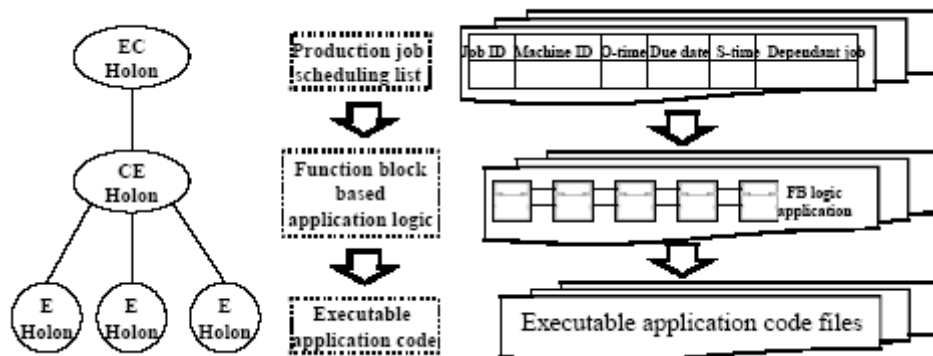 EC
Holon
CE
Holon
E
Holon
E
Holon
E
Holon
Production job
scheduling list
Function block
based
application logic
Executable
application code
Job ID Machine ID O-time Due date S-time Dependant job
FB logic
application
Executable application code files